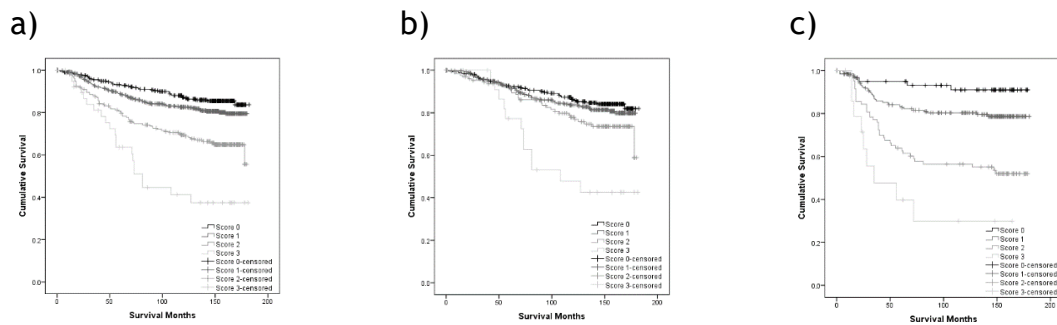 a)
1.0
0.8
0.6
0.4
0.2
0.0
Cumulative Survival
0
50
100
150
200
Survival Months
Score 0
Score 1
Score 2
Score 3
Score 0-censored
Score 1-censored
Score 2-censored
Score 3-censored
b)
1.0
0.8
0.6
0.4
0.2
0.0
Cumulative Survival
0
50
100
150
200
Survival Months
Score 0
Score 1
Score 2
Score 3
Score 0-censored
Score 1-censored
Score 2-censored
Score 3-censored
c)
1.0
0.8
0.6
0.4
0.2
0.0
Cumulative Survival
0
50
100
150
200
Survival Months
Score 0
Score 1
Score 2
Score 3
Score 0-censored
Score 1-censored
Score 2-censored
Score 3-censored